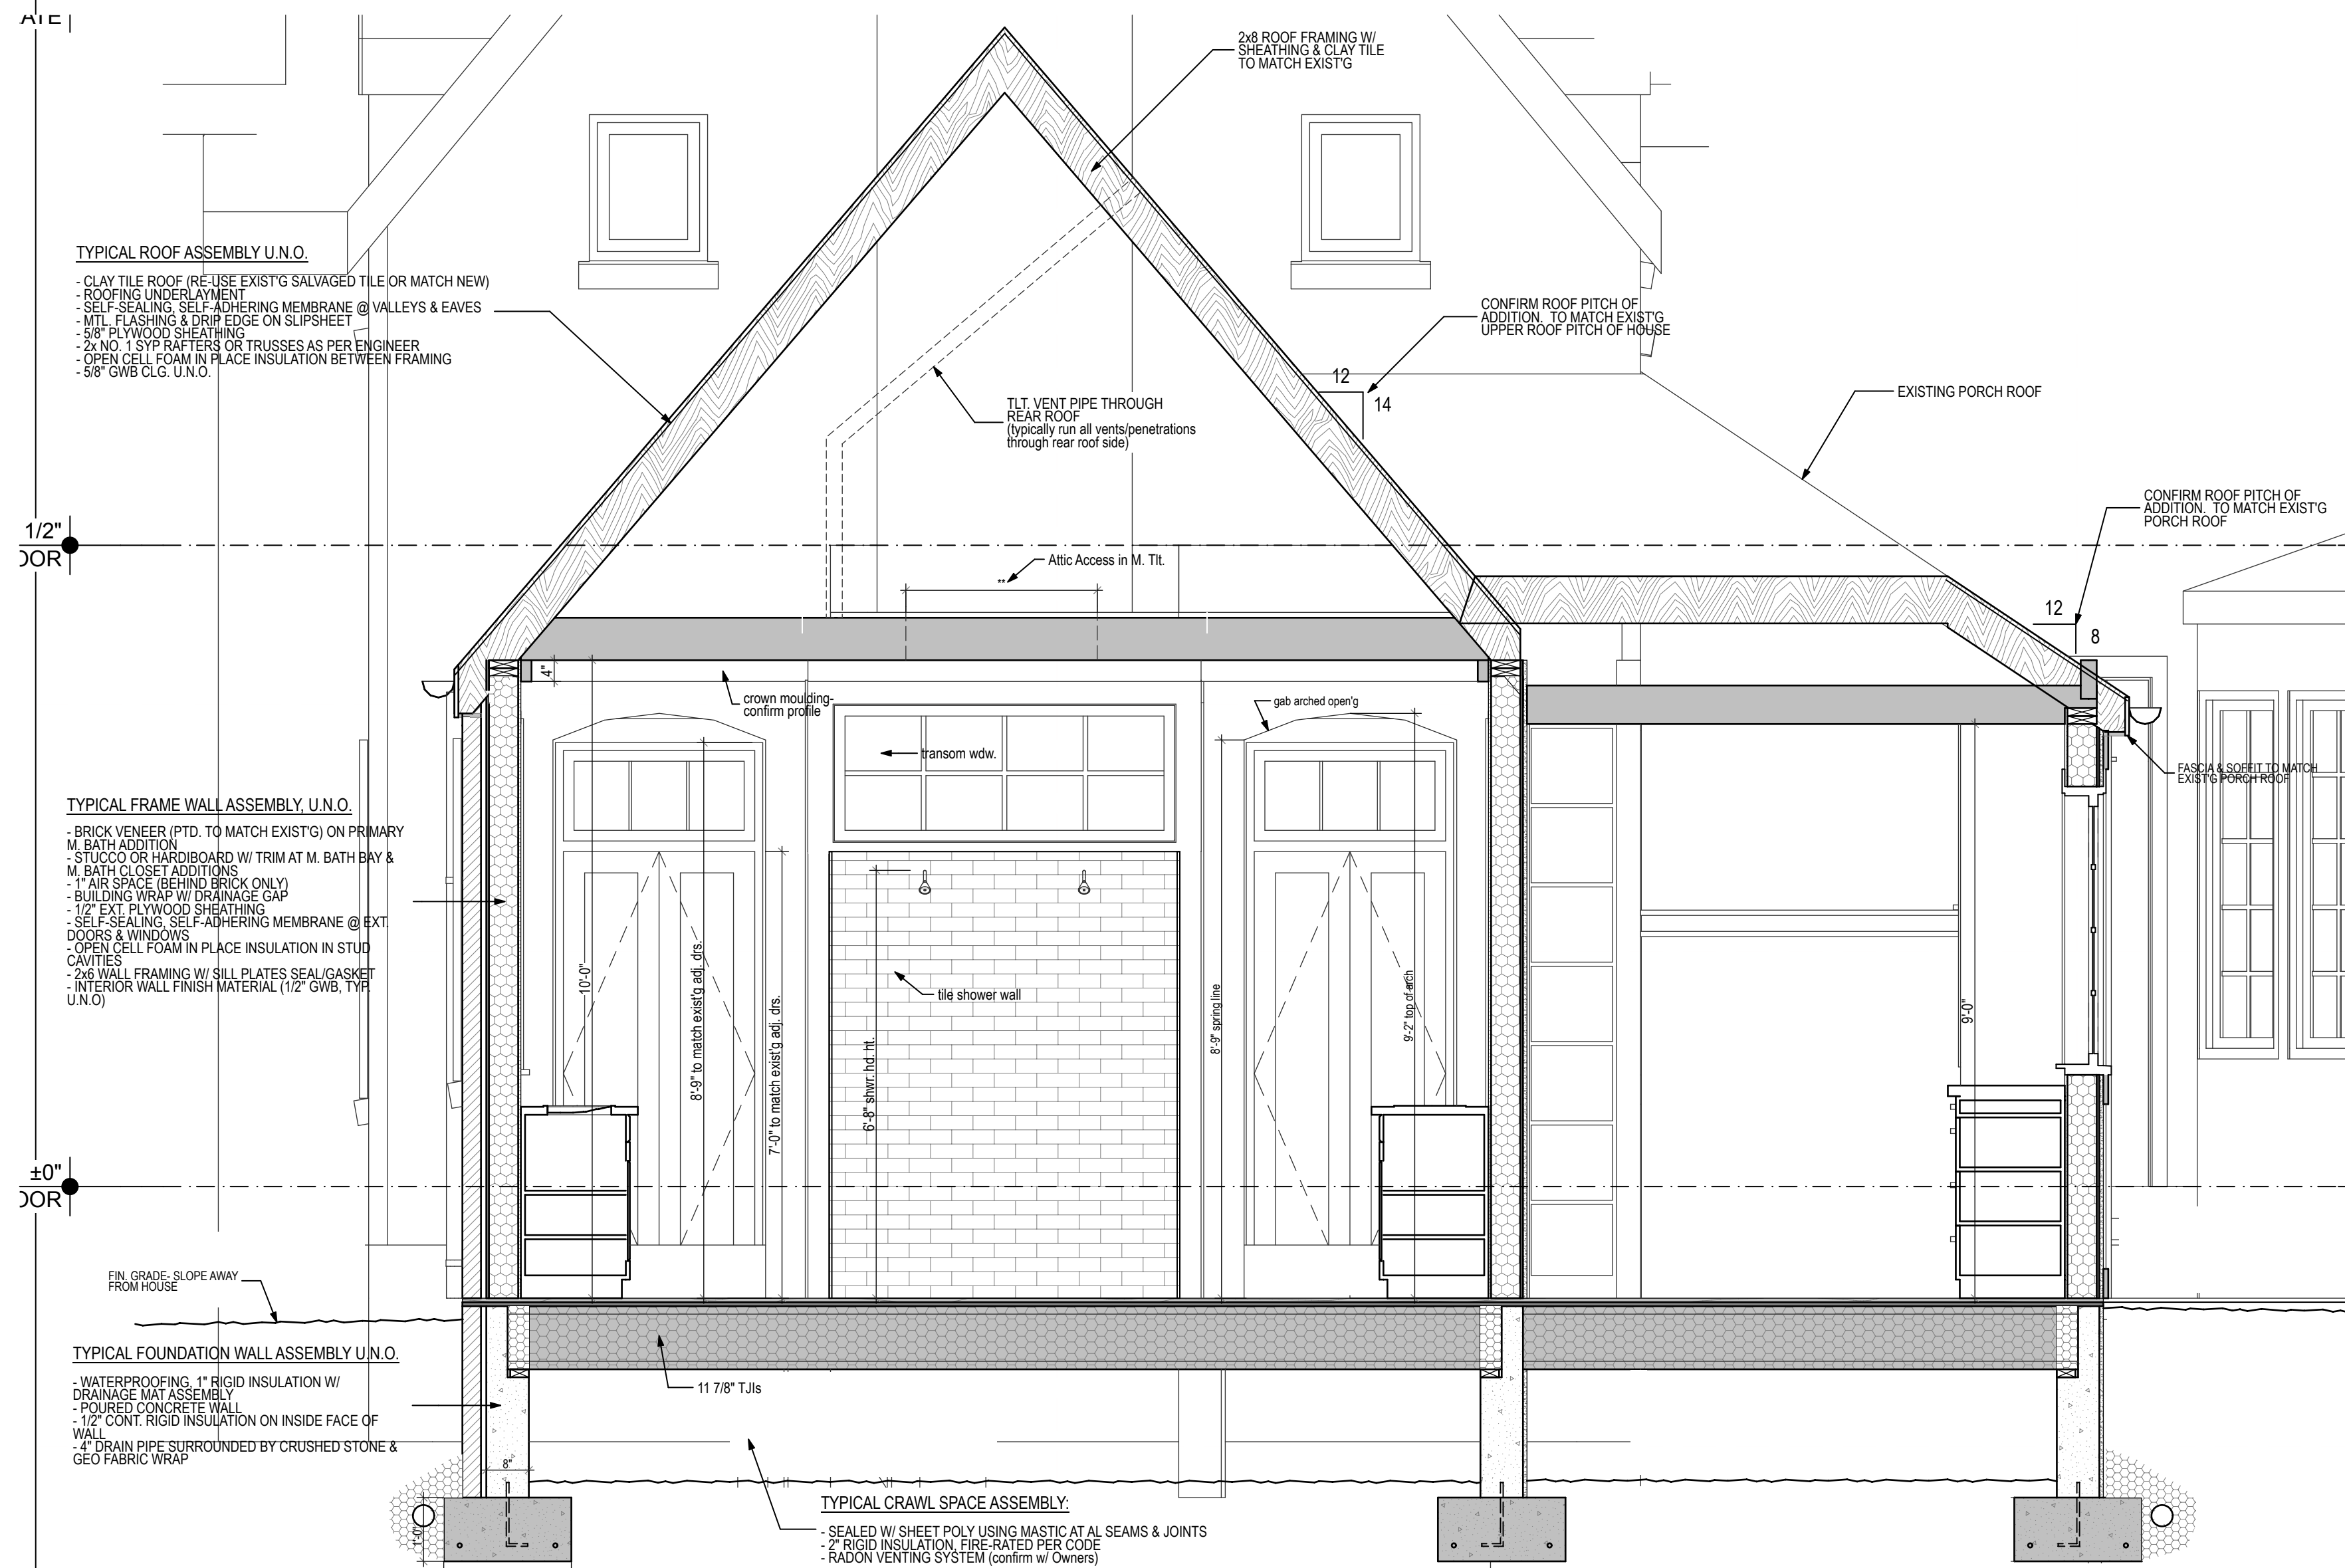 2x8 ROOF FRAMING W/
SHEATHING & CLAY TILE
TO MATCH EXIST'G
TYPICAL ROOF ASSEMBLY U.N.O.
- CLAY TILE ROOF (RE-USE EXIST'G SALVAGED TILE OR MATCH NEW)
- ROOFING UNDERLAYMENT
- SELF-SEALING, SELF-ADHERING MEMBRANE @ VALLEYS & EAVES
- MTL. FLASHING & DRIP EDGE ON SLIPSHEET
- 5/8" PLYWOOD SHEATHING
- 2x NO. 1 SYP RAFTERS OR TRUSSES AS PER ENGINEER
- OPEN CELL FOAM IN PLACE INSULATION BETWEEN FRAMING
- 5/8" GWB CLG. U.N.O.
CONFIRM ROOF PITCH OF
ADDITION. TO MATCH EXIST'G
UPPER ROOF PITCH OF HOUSE
12
14
EXISTING PORCH ROOF
TLT. VENT PIPE THROUGH
REAR ROOF
(typically run all vents/penetrations
through rear roof side)
CONFIRM ROOF PITCH OF
ADDITION. TO MATCH EXIST'G
PORCH ROOF
1/2"
OOR
Attic Access in M. Tlt.
**
12
8
4"
crown moulding-
confirm profile
gab arched open'g
transom wdw.
FASCIA & SOFFIT TO MATCH
EXIST'G PORCH ROOF
TYPICAL FRAME WALL ASSEMBLY, U.N.O.
- BRICK VENEER (PTD. TO MATCH EXIST'G) ON PRIMARY
M. BATH ADDITION
- STUCCO OR HARDIBOARD W/ TRIM AT M. BATH BAY &
M. BATH CLOSET ADDITIONS
- 1" AIR SPACE (BEHIND BRICK ONLY)
- BUILDING WRAP W/ DRAINAGE GAP
- 1/2" EXT. PLYWOOD SHEATHING
- SELF-SEALING, SELF-ADHERING MEMBRANE @ EXT.
DOORS & WINDOWS
- OPEN CELL FOAM IN PLACE INSULATION IN STUD
CAVITIES
- 2x6 WALL FRAMING W/ SILL PLATES SEAL/GASKET
- INTERIOR WALL FINISH MATERIAL (1/2" GWB, TYP.
U.N.O)
10'-0"
8'-9" to match exist'g adj. drs.
7'-0" to match exist'g adj. drs.
6'-8" shwr. hd. ht.
tile shower wall
8'-9" spring line
9'-2" top of arch
9'-0"
±0"
OOR
FIN. GRADE- SLOPE AWAY
FROM HOUSE
TYPICAL FOUNDATION WALL ASSEMBLY U.N.O.
- WATERPROOFING, 1" RIGID INSULATION W/
DRAINAGE MAT ASSEMBLY
- POURED CONCRETE WALL
- 1/2" CONT. RIGID INSULATION ON INSIDE FACE OF
WALL
- 4" DRAIN PIPE SURROUNDED BY CRUSHED STONE &
GEO FABRIC WRAP
11 7/8" TJIs
8"
1'-0"
TYPICAL CRAWL SPACE ASSEMBLY:
- SEALED W/ SHEET POLY USING MASTIC AT AL SEAMS & JOINTS
- 2" RIGID INSULATION, FIRE-RATED PER CODE
- RADON VENTING SYSTEM (confirm w/ Owners)